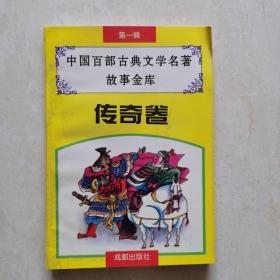 第一辑
中国百部古典文学名著
故事金库
传奇卷
成都出版社